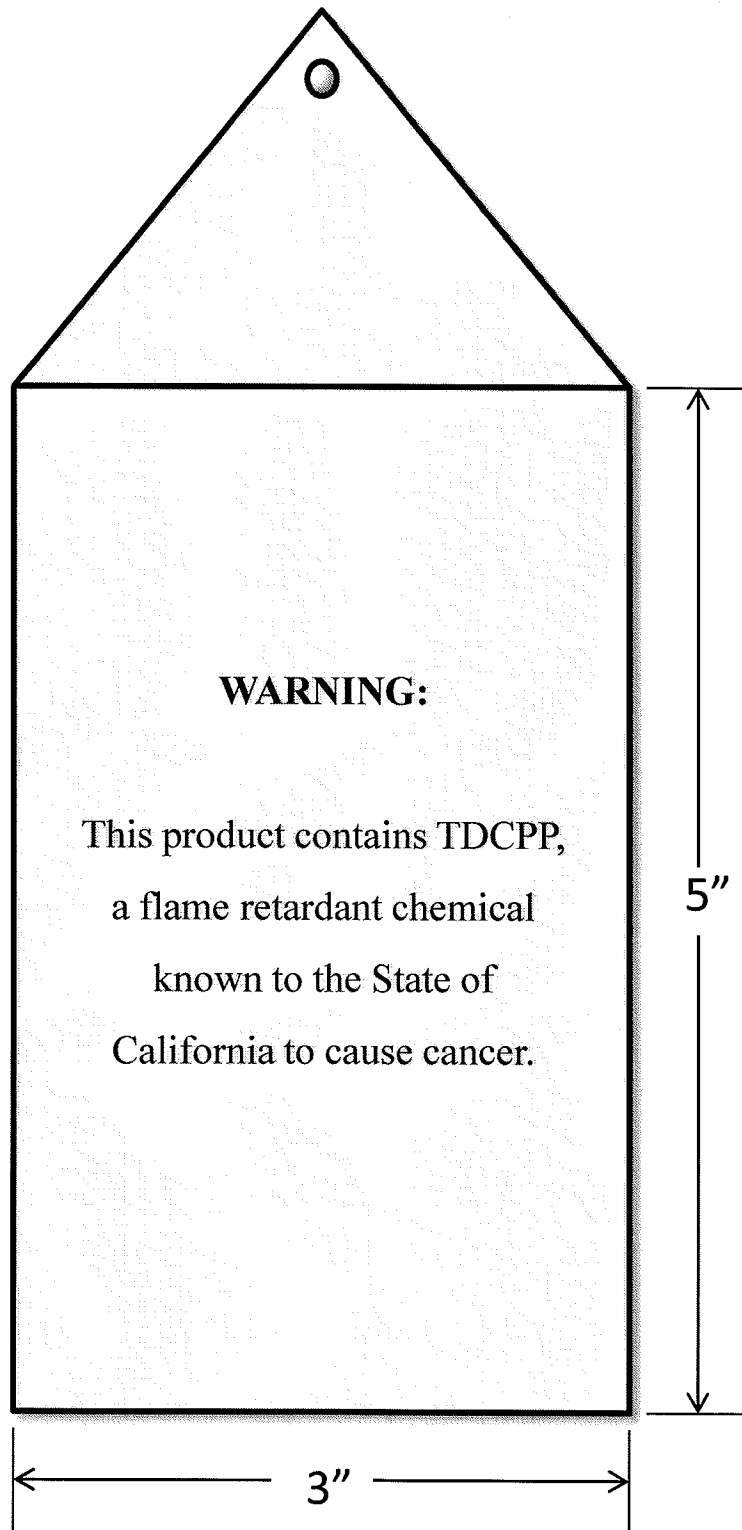 WARNING:
This product contains TDCPP,
a flame retardant chemical
known to the State of
California to cause cancer.
5”
3”